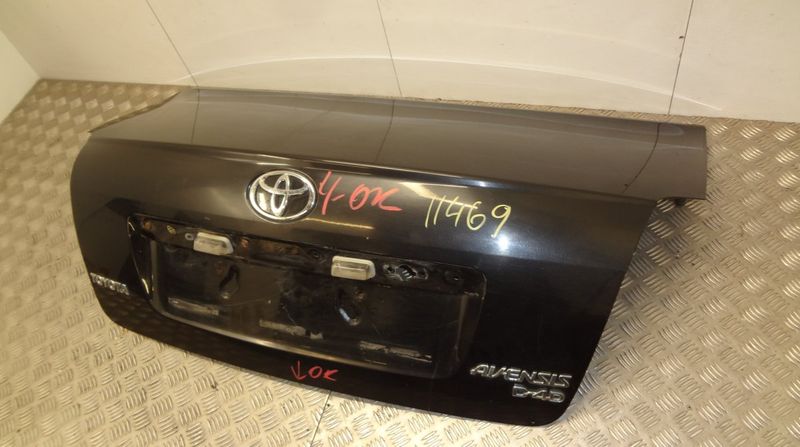 4-OK 11469
TOYOTA
AVENSIS
D-4D
↓OK